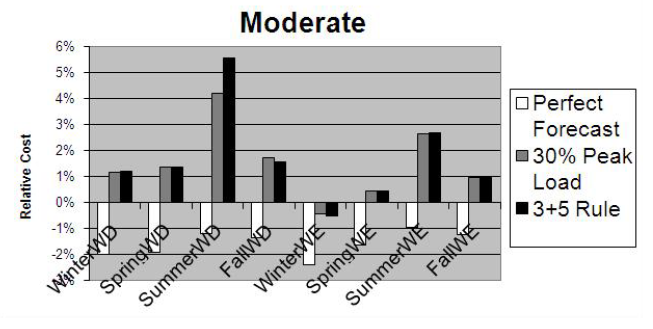 Moderate
6%
5%
4%
3%
2%
1%
0%
-1%
-2%
-3%
Relative Cost
WinterWD
SpringWD
SummerWD
FallWD
WinterWE
SpringWE
SummerWE
FallWE
Perfect
Forecast
30% Peak
Load
3+5 Rule